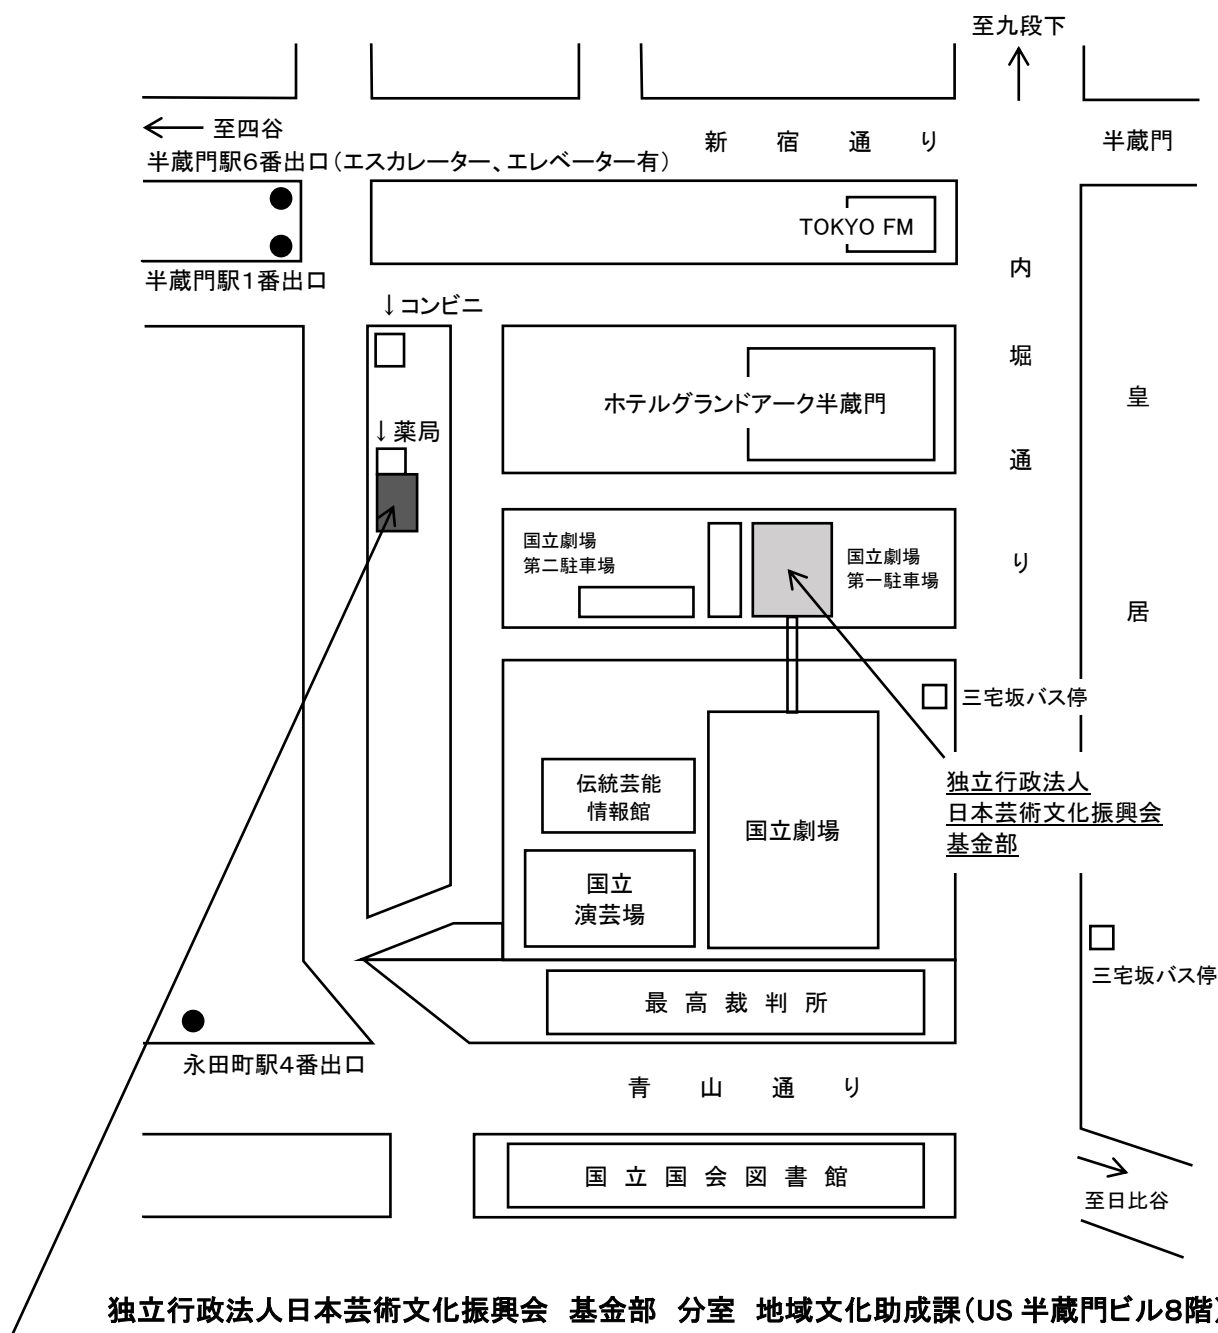 至九段下
至四谷
新宿通り
半蔵門
半蔵門駅6番出口（エスカレーター、エレベーター有）
TOKYO FM
半蔵門駅1番出口
内堀通り
↓コンビニ
皇居
ホテルグランドアーク半蔵門
↓薬局
国立劇場
第二駐車場
国立劇場
第一駐車場
三宅坂バス停
伝統芸能
情報館
国立劇場
独立行政法人
日本芸術文化振興会
基金部
国立
演芸場
三宅坂バス停
最高裁判所
永田町駅4番出口
青山通り
国立国会図書館
至日比谷
独立行政法人日本芸術文化振興会 基金部 分室 地域文化助成課（US 半蔵門ビル8階）